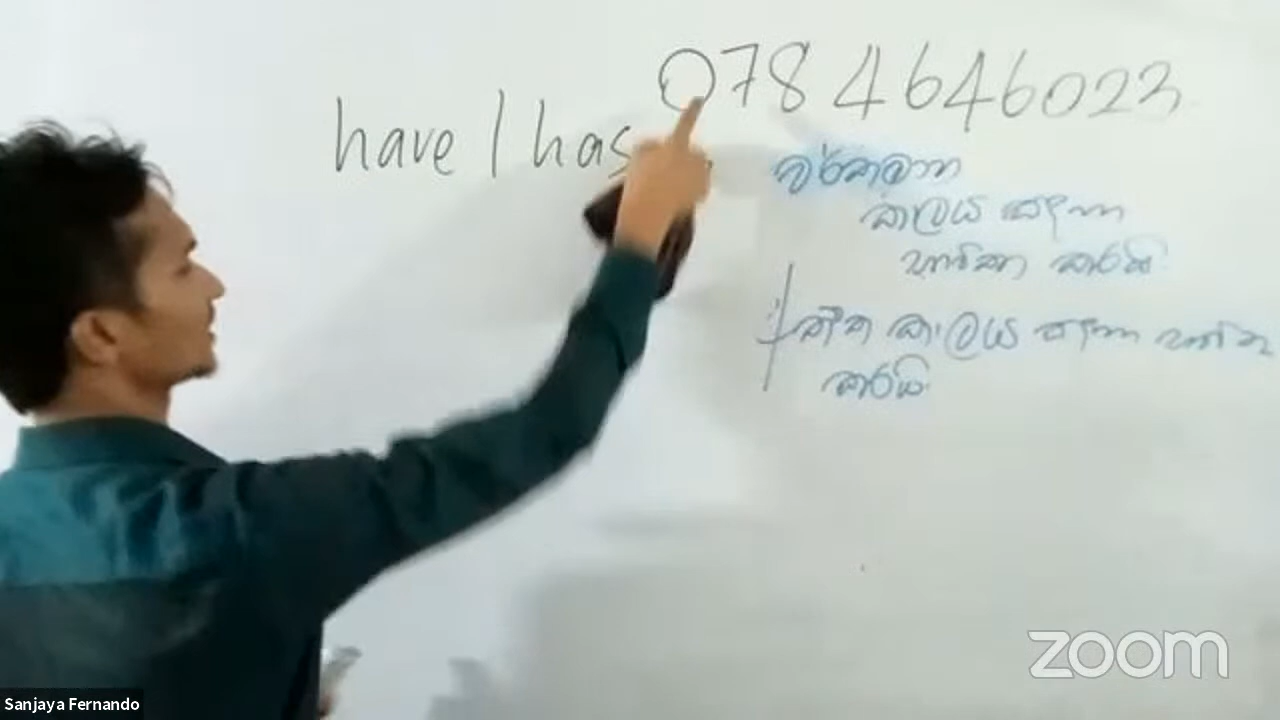 0784646023
have / has
වර්තමාන
කාලය සඳහා
භාවිතා කරයි
අතීත කාලය සඳහා භාවිතා
කරයි
zoom
Sanjaya Fernando